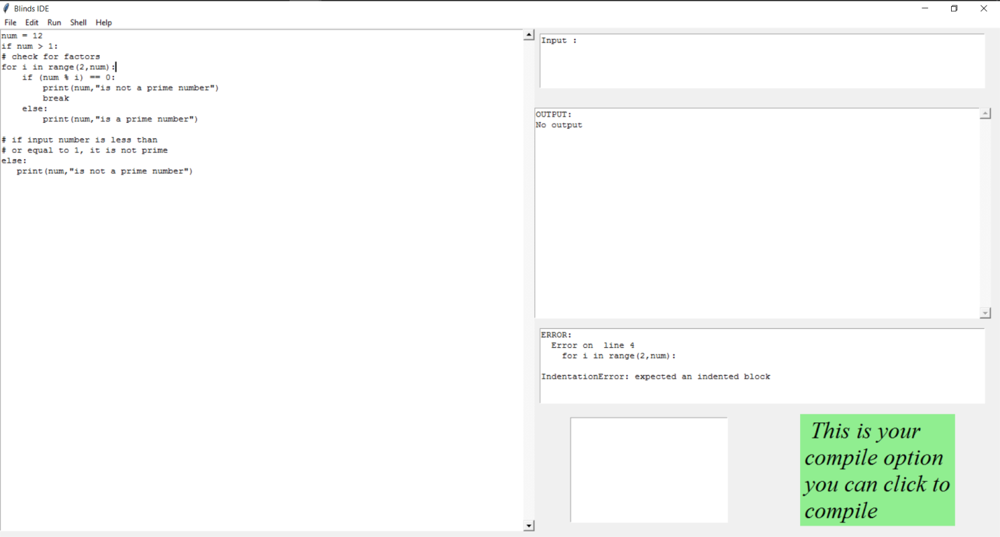 Blinds IDE
File Edit Run Shell Help
num = 12
if num > 1:
# check for factors
for i in range(2,num):
    if (num % i) == 0:
        print(num,"is not a prime number")
        break
    else:
        print(num,"is a prime number")

# if input number is less than
# or equal to 1, it is not prime
else:
   print(num,"is not a prime number")
Input :
OUTPUT:
No output
ERROR:
  Error on  line 4
    for i in range(2,num):

IndentationError: expected an indented block
This is your
compile option
you can click to
compile